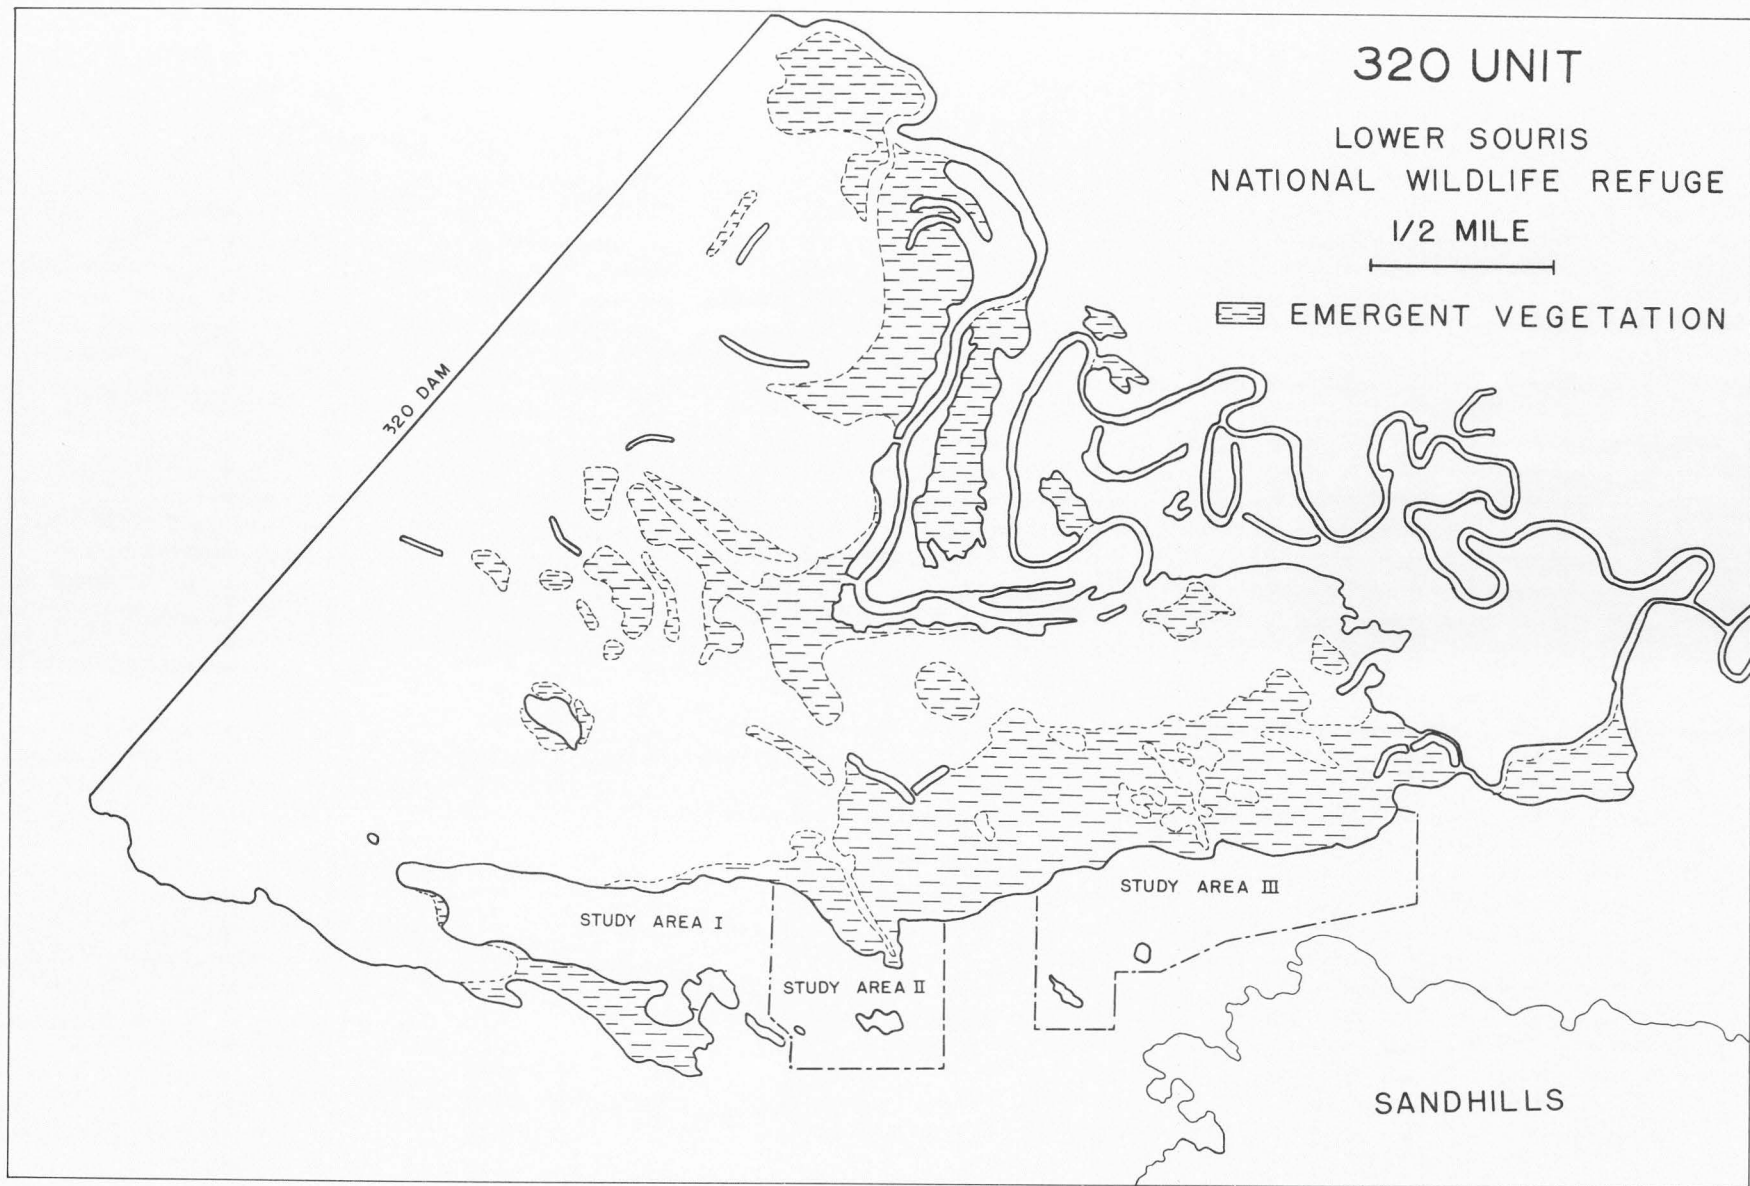 320 UNIT
LOWER SOURIS
NATIONAL WILDLIFE REFUGE
1/2 MILE
EMERGENT VEGETATION
320 DAM
STUDY AREA III
STUDY AREA I
STUDY AREA II
SANDHILLS